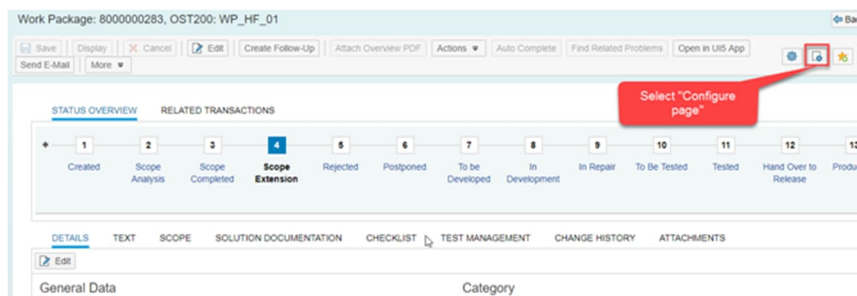 Work Package: 8000000283, OST200: WP_HF_01
Bac
Save Display Cancel Edit Create Follow-Up Attach Overview PDF Actions Auto Complete Find Related Problems Open in UI5 App
Send E-Mail More
Select "Configure
page"
STATUS OVERVIEW RELATED TRANSACTIONS
1 2 3 4 5 6 7 8 9 10 11 12 13
Created Scope Scope Scope Rejected Postponed To be In In Repair To Be Tested Tested Hand Over to Produ
Analysis Completed Extension Developed Development Release
DETAILS TEXT SCOPE SOLUTION DOCUMENTATION CHECKLIST TEST MANAGEMENT CHANGE HISTORY ATTACHMENTS
Edit
General Data Category